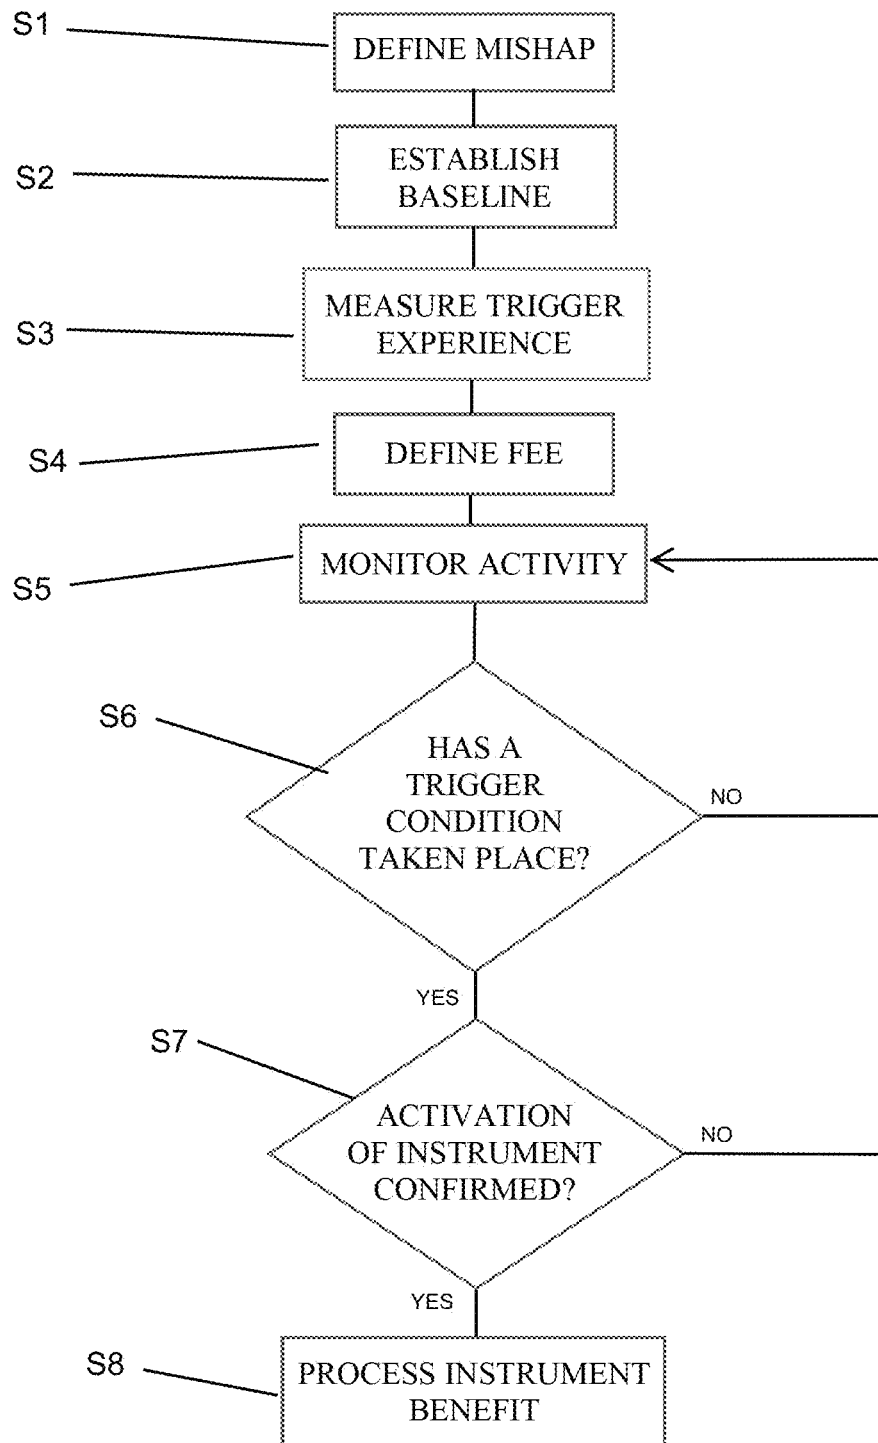 S1
DEFINE MISHAP
S2
ESTABLISH
BASELINE
S3
MEASURE TRIGGER
EXPERIENCE
S4
DEFINE FEE
S5
MONITOR ACTIVITY
S6
HAS A
TRIGGER
CONDITION
TAKEN PLACE?
NO
YES
S7
ACTIVATION
OF INSTRUMENT
CONFIRMED?
NO
YES
S8
PROCESS INSTRUMENT
BENEFIT